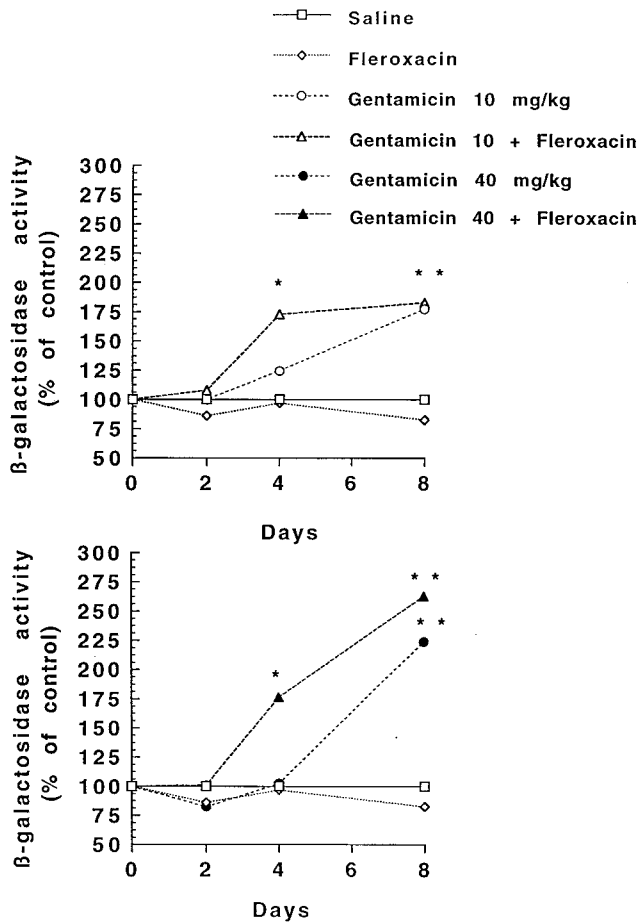 Saline
Fleroxacin
Gentamicin 10 mg/kg
Gentamicin 10 + Fleroxacin
Gentamicin 40 mg/kg
Gentamicin 40 + Fleroxacin
ß-galactosidase activity
(% of control)
300
275
250
225
200
175
150
125
100
75
50
* * *
0 2 4 6 8
Days
ß-galactosidase activity
(% of control)
300
275
250
225
200
175
150
125
100
75
50
* *
* *
*
0 2 4 6 8
Days